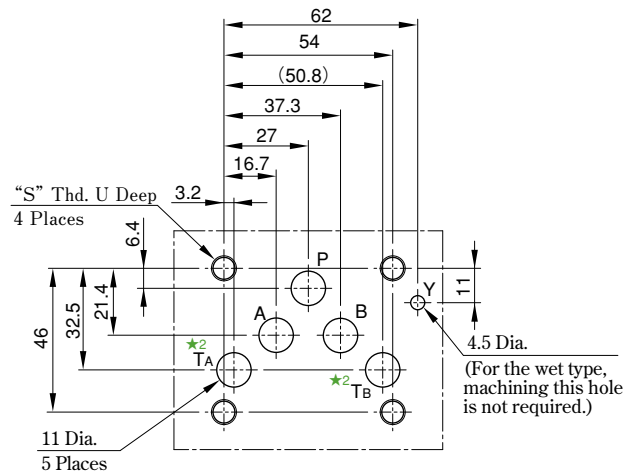 62
54
(50.8)
37.3
27
16.7
3.2
"S" Thd. U Deep
4 Places
6.4
P
21.4
32.5
46
11
Y
A
B
★2
TA
★2
TB
4.5 Dia.
(For the wet type,
machining this hole
is not required.)
11 Dia.
5 Places